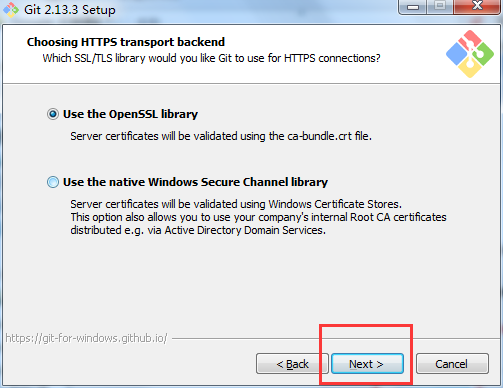 Git 2.13.3 Setup
Choosing HTTPS transport backend
Which SSL/TLS library would you like Git to use for HTTPS connections?
Use the OpenSSL library
Server certificates will be validated using the ca-bundle.crt file.
Use the native Windows Secure Channel library
Server certificates will be validated using Windows Certificate Stores.
This option also allows you to use your company's internal Root CA certificates
distributed e.g. via Active Directory Domain Services.
https://git-for-windows.github.io/
< Back
Next >
Cancel